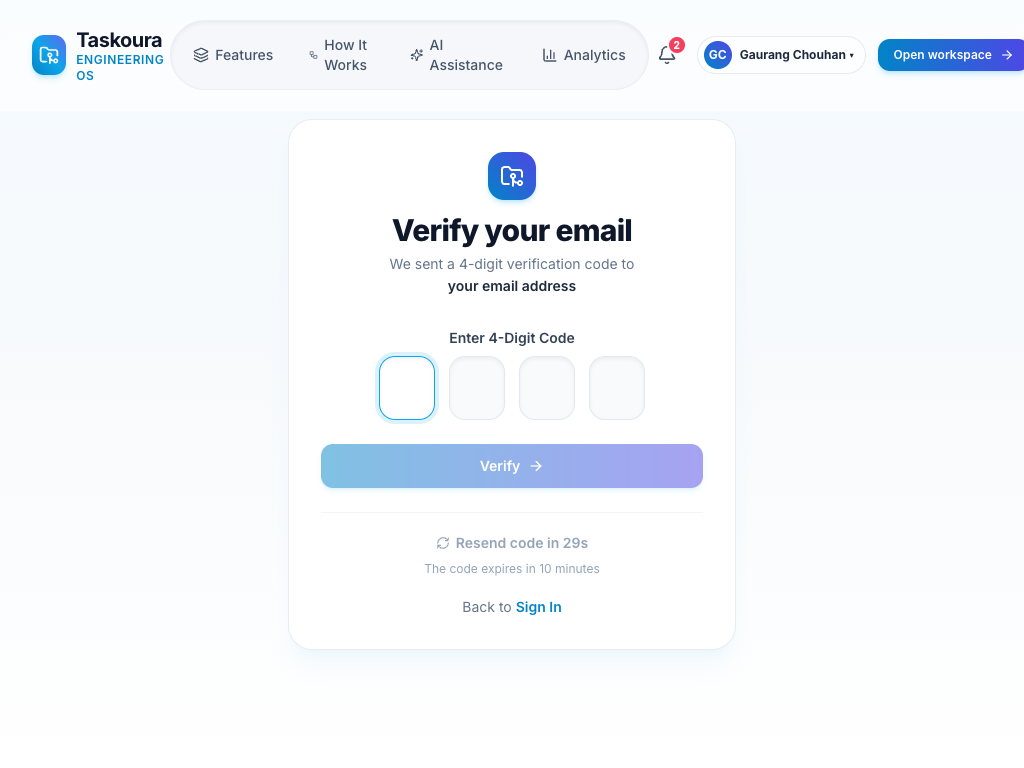 Taskoura
ENGINEERING
OS
Features
How It
Works
AI
Assistance
Analytics
2
GC
Gaurang Chouhan ▾
Open workspace →
Verify your email
We sent a 4-digit verification code to
your email address
Enter 4-Digit Code
Verify →
Resend code in 29s
The code expires in 10 minutes
Back to Sign In